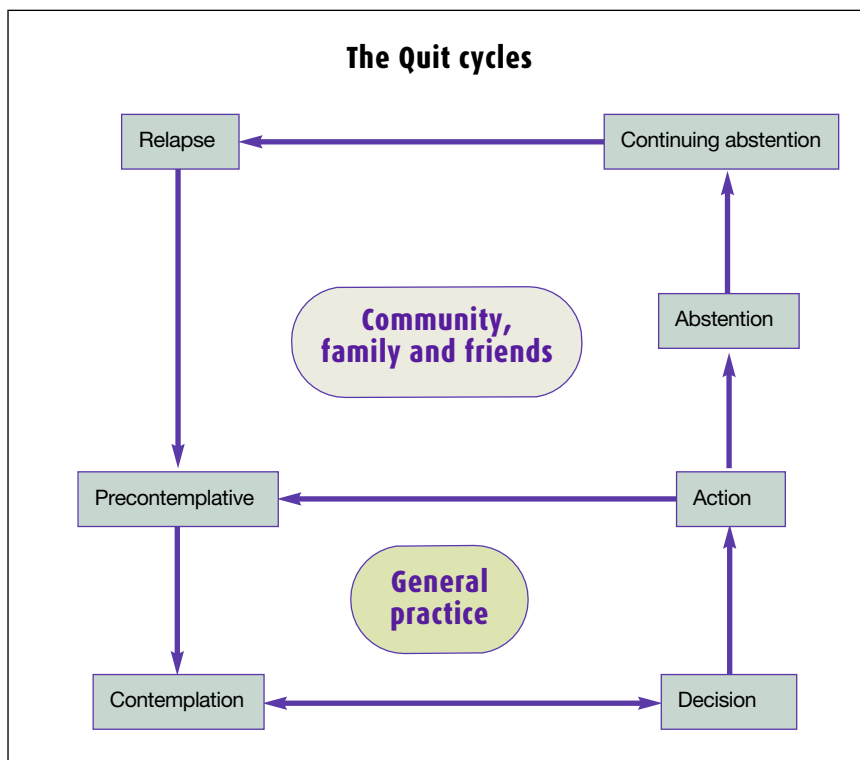 The Quit cycles
Relapse
Continuing abstention
Community,
family and friends
Abstention
Precontemplative
Action
General
practice
Contemplation
Decision